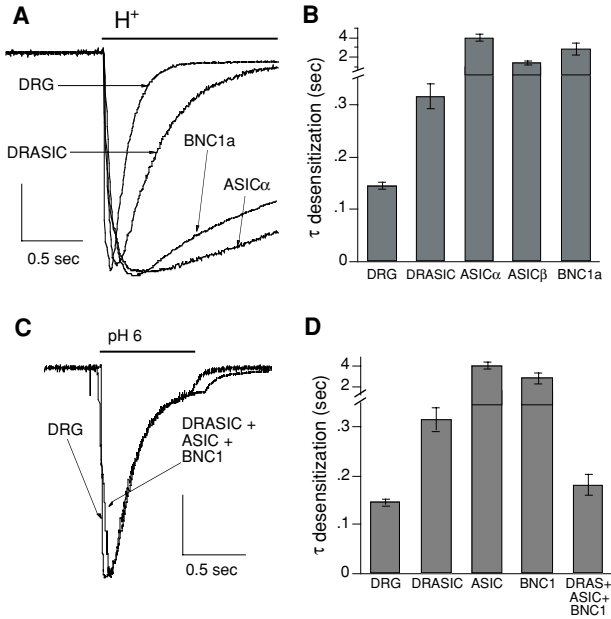 A
H⁺
DRG
DRASIC
BNC1a
ASICα
0.5 sec
B
τ desensitization (sec)
4
2
.3
.2
.1
0
DRG DRASIC ASICα ASICβ BNC1a
C
pH 6
DRG
DRASIC +
ASIC +
BNC1
0.5 sec
D
τ desensitization (sec)
4
2
.3
.2
.1
0
DRG DRASIC ASIC BNC1 DRAS+
ASIC+
BNC1